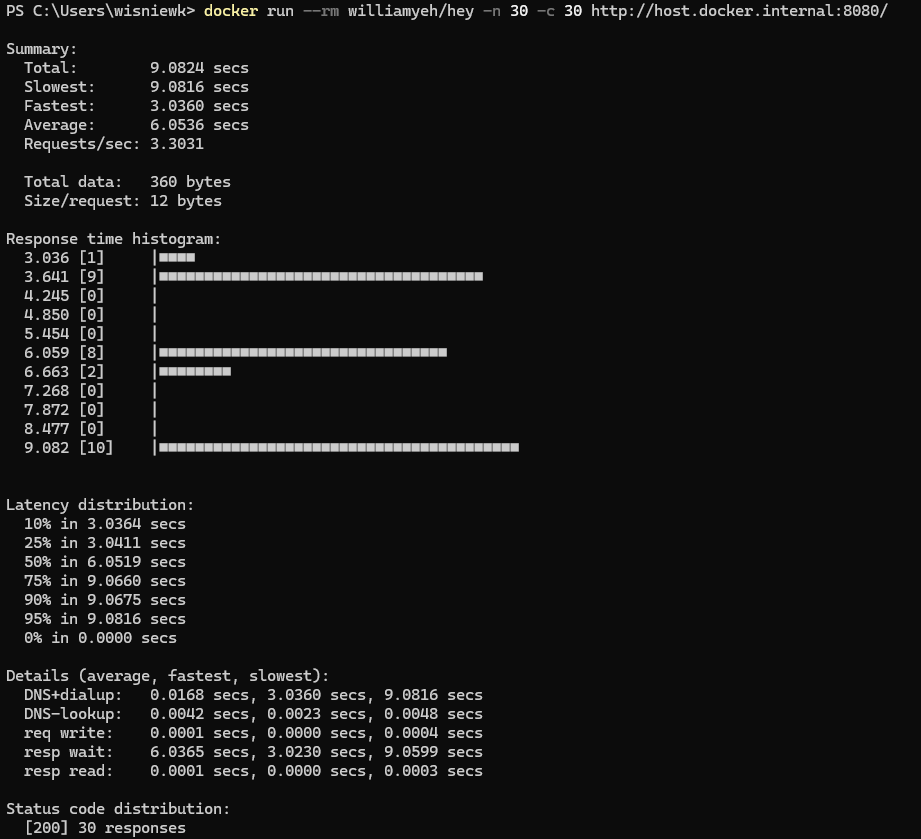 PS C:\Users\wisniewk> docker run --rm williamyeh/hey -n 30 -c 30 http://host.docker.internal:8080/
Summary:
  Total:        9.0824 secs
  Slowest:      9.0816 secs
  Fastest:      3.0360 secs
  Average:      6.0536 secs
  Requests/sec: 3.3031
  Total data:   360 bytes
  Size/request: 12 bytes
Response time histogram:
  3.036 [1]     |■■■■
  3.641 [9]     |■■■■■■■■■■■■■■■■■■■■■■■■■■■■■■■■■■■■
  4.245 [0]     |
  4.850 [0]     |
  5.454 [0]     |
  6.059 [8]     |■■■■■■■■■■■■■■■■■■■■■■■■■■■■■■■■
  6.663 [2]     |■■■■■■■■
  7.268 [0]     |
  7.872 [0]     |
  8.477 [0]     |
  9.082 [10]    |■■■■■■■■■■■■■■■■■■■■■■■■■■■■■■■■■■■■■■■■
Latency distribution:
  10% in 3.0364 secs
  25% in 3.0411 secs
  50% in 6.0519 secs
  75% in 9.0660 secs
  90% in 9.0675 secs
  95% in 9.0816 secs
  0% in 0.0000 secs
Details (average, fastest, slowest):
  DNS+dialup:   0.0168 secs, 3.0360 secs, 9.0816 secs
  DNS-lookup:   0.0042 secs, 0.0023 secs, 0.0048 secs
  req write:    0.0001 secs, 0.0000 secs, 0.0004 secs
  resp wait:    6.0365 secs, 3.0230 secs, 9.0599 secs
  resp read:    0.0001 secs, 0.0000 secs, 0.0003 secs
Status code distribution:
  [200] 30 responses